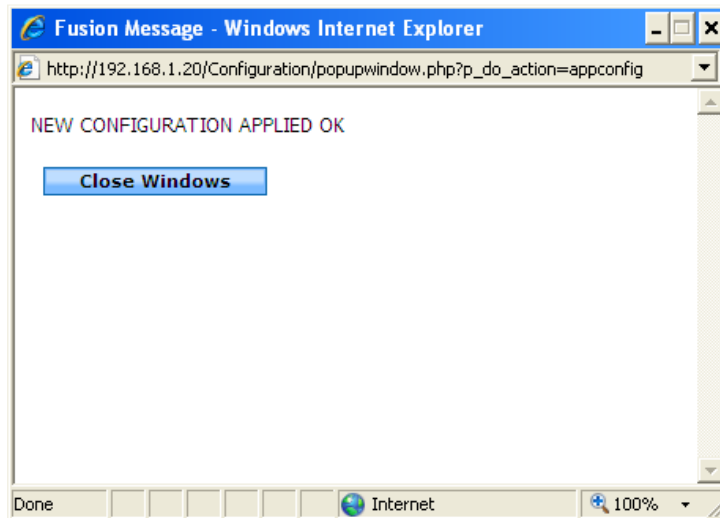 Fusion Message - Windows Internet Explorer
http://192.168.1.20/Configuration/popupwindow.php?p_do_action=appconfig
NEW CONFIGURATION APPLIED OK
Close Windows
Done Internet 100%